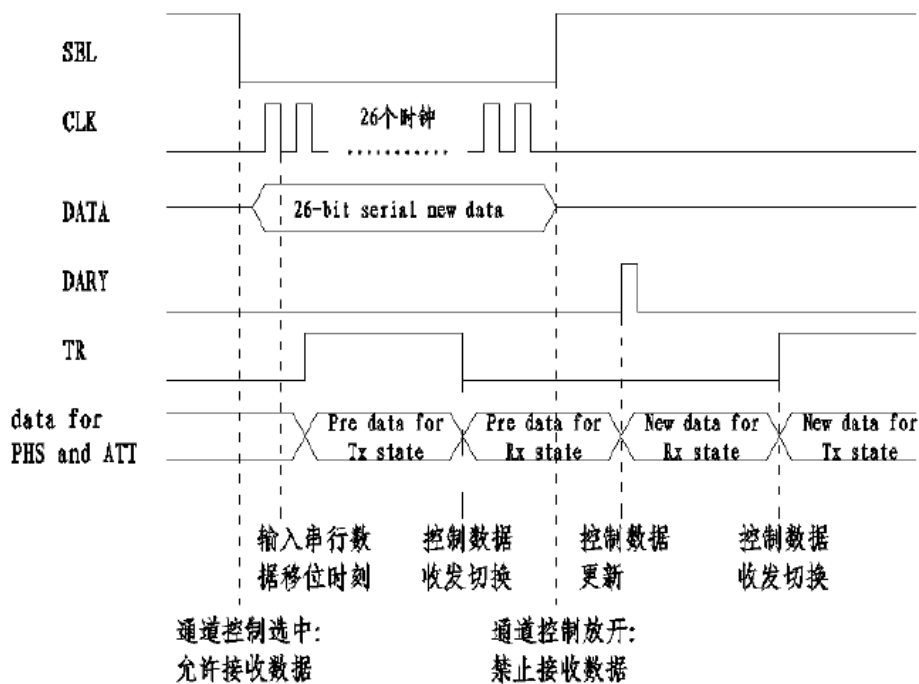 SEL
CLK
26个时钟
DATA
26-bit serial new data
DARY
TR
data for
PHS and ATT
Pre data for
Tx state
Pre data for
Rx state
New data for
Rx state
New data for
Tx state
输入串行数
据移位时刻
控制数据
收发切换
控制数据
更新
控制数据
收发切换
通道控制选中:
允许接收数据
通道控制放开:
禁止接收数据